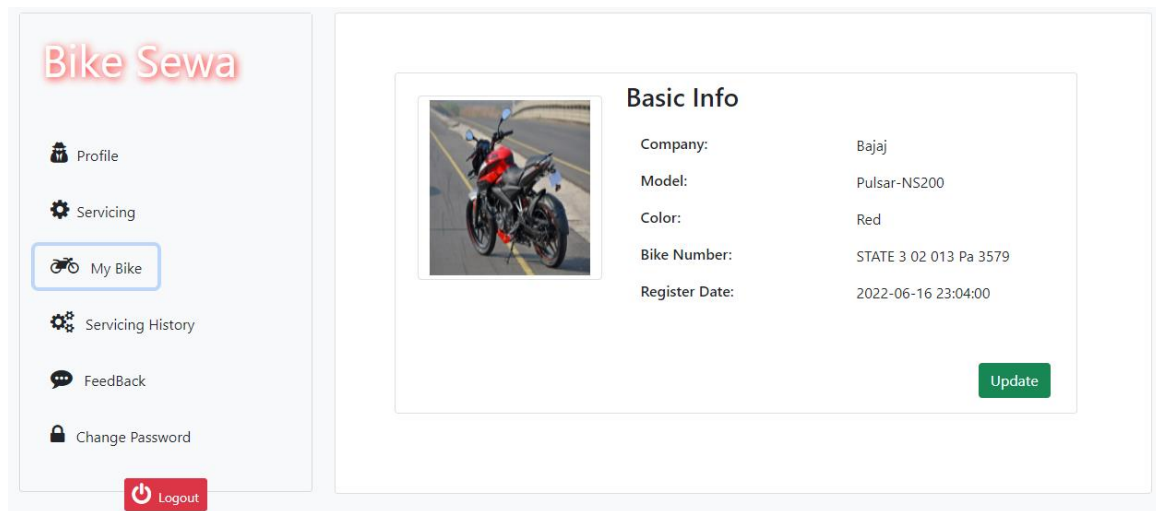 Bike Sewa
Profile
Servicing
My Bike
Servicing History
FeedBack
Change Password
Logout
Basic Info
Company: Bajaj
Model: Pulsar-NS200
Color: Red
Bike Number: STATE 3 02 013 Pa 3579
Register Date: 2022-06-16 23:04:00
Update